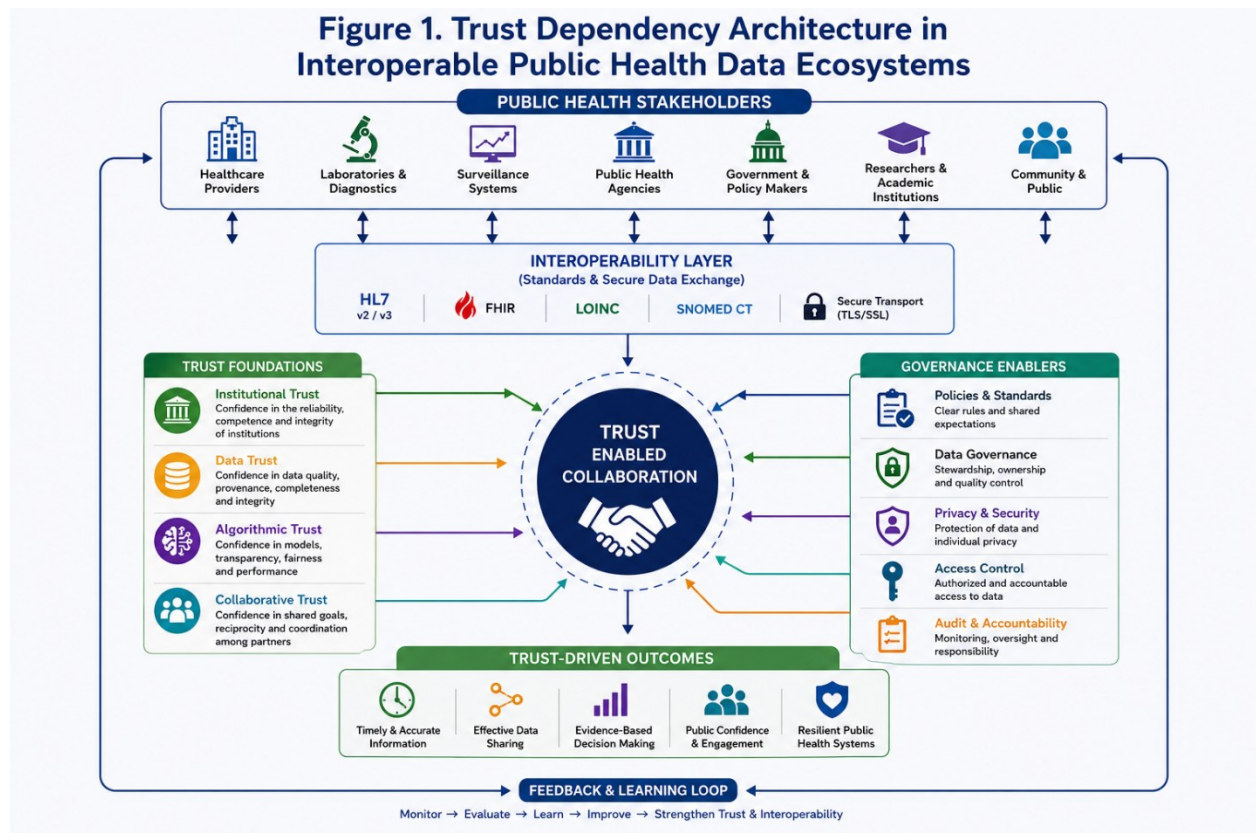 Figure 1. Trust Dependency Architecture in
Interoperable Public Health Data Ecosystems
PUBLIC HEALTH STAKEHOLDERS
Healthcare
Providers
Laboratories &
Diagnostics
Surveillance
Systems
Public Health
Agencies
Government &
Policy Makers
Researchers &
Academic
Institutions
Community &
Public
INTEROPERABILITY LAYER
(Standards & Secure Data Exchange)
HL7
v2 / v3
FHIR
LOINC
SNOMED CT
Secure Transport
(TLS/SSL)
TRUST FOUNDATIONS
Institutional Trust
Confidence in the reliability,
competence and integrity
of institutions
Data Trust
Confidence in data quality,
provenance, completeness
and integrity
Algorithmic Trust
Confidence in models,
transparency, fairness
and performance
Collaborative Trust
Confidence in shared goals,
reciprocity and coordination
among partners
TRUST
ENABLED
COLLABORATION
GOVERNANCE ENABLERS
Policies & Standards
Clear rules and shared
expectations
Data Governance
Stewardship, ownership
and quality control
Privacy & Security
Protection of data and
individual privacy
Access Control
Authorized and accountable
access to data
Audit & Accountability
Monitoring, oversight and
responsibility
TRUST-DRIVEN OUTCOMES
Timely & Accurate
Information
Effective Data
Sharing
Evidence-Based
Decision Making
Public Confidence
& Engagement
Resilient Public
Health Systems
FEEDBACK & LEARNING LOOP
Monitor → Evaluate → Learn → Improve → Strengthen Trust & Interoperability